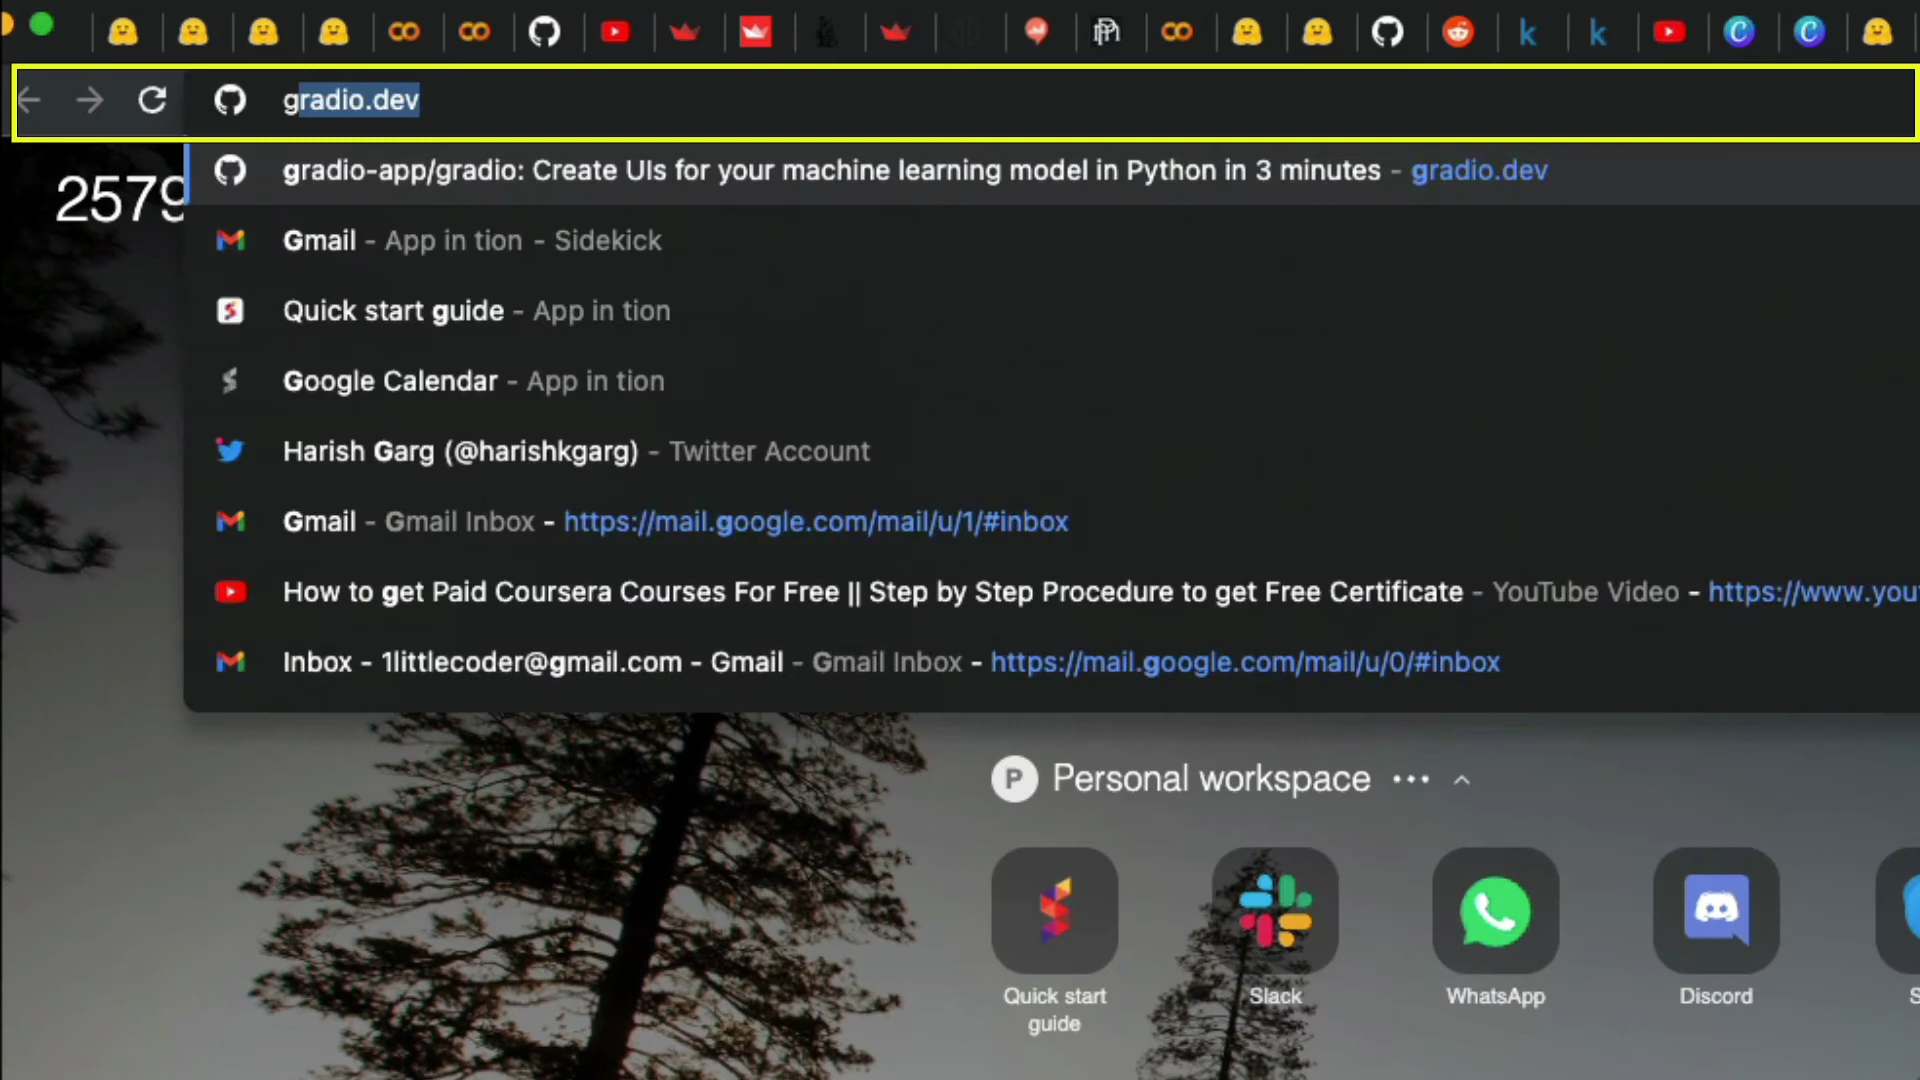 gradio.dev
gradio-app/gradio: Create UIs for your machine learning model in Python in 3 minutes - gradio.dev
2579
Gmail - App in tion - Sidekick
Quick start guide - App in tion
Google Calendar - App in tion
Harish Garg (@harishkgarg) - Twitter Account
Gmail - Gmail Inbox - https://mail.google.com/mail/u/1/#inbox
How to get Paid Coursera Courses For Free || Step by Step Procedure to get Free Certificate - YouTube Video - https://www.you
Inbox - 1littlecoder@gmail.com - Gmail - Gmail Inbox - https://mail.google.com/mail/u/0/#inbox
P Personal workspace
Quick start guide
Slack
WhatsApp
Discord